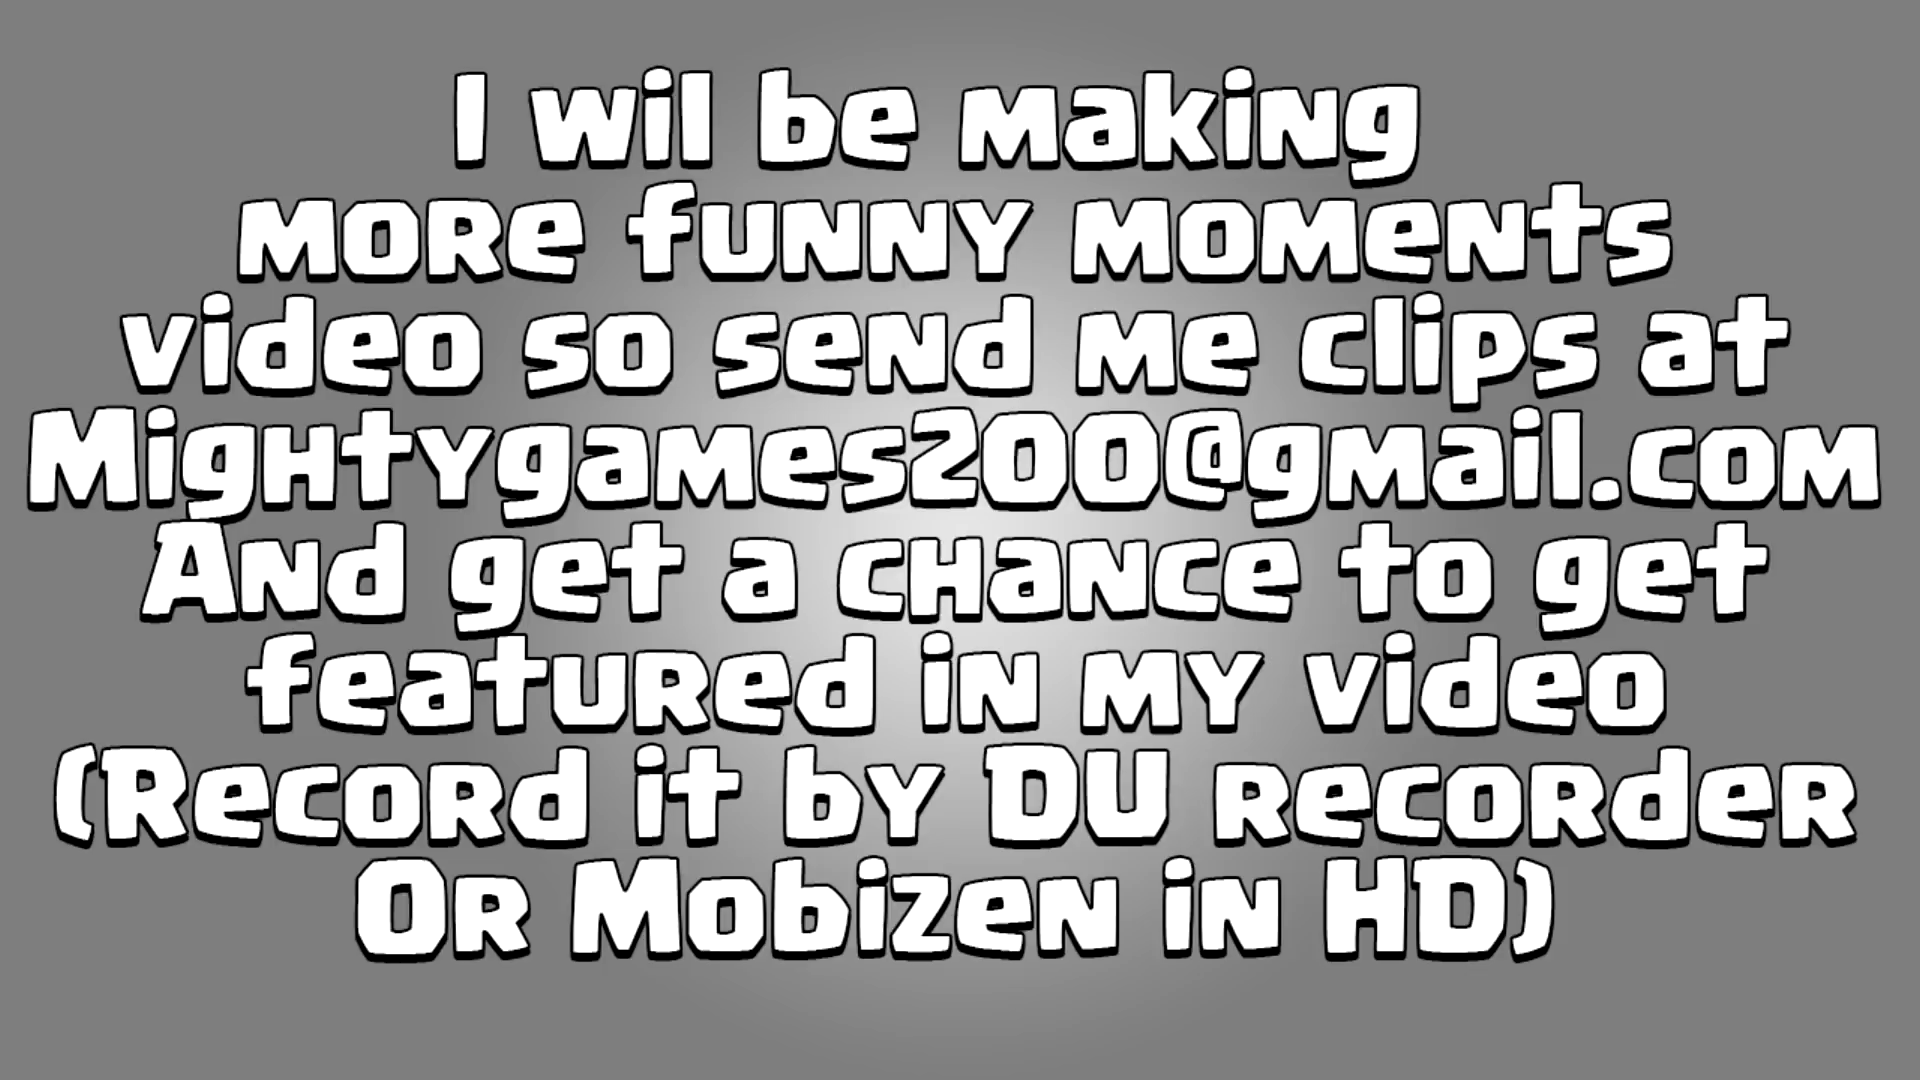 I wil be making
more funny moments
video so send me clips at
Mightygames200@gmail.com
And get a chance to get
featured in my video
(Record it by DU recorder
Or Mobizen in HD)